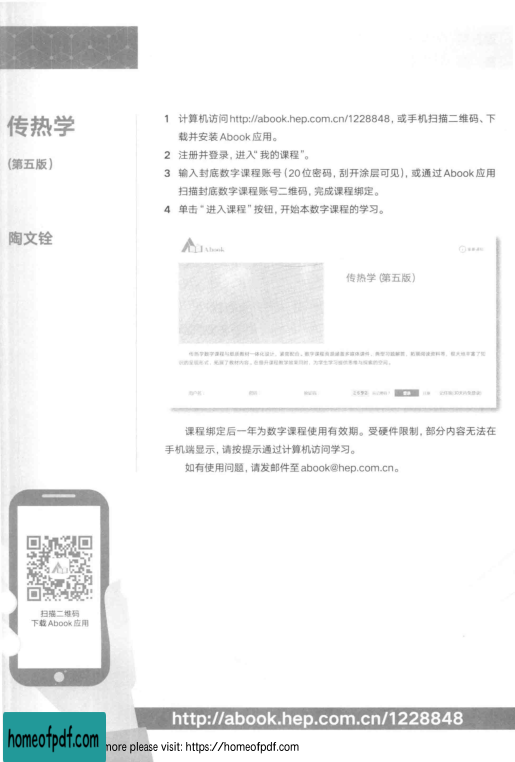 传热学
(第五版)
陶文铨
1 计算机访问http://abook.hep.com.cn/1228848, 或手机扫描二维码、下
载并安装Abook应用。
2 注册并登录, 进入“我的课程”。
3 输入封底数字课程账号(20位密码, 刮开涂层可见), 或通过Abook应用
扫描封底数字课程账号二维码, 完成课程绑定。
4 单击“进入课程”按钮, 开始本数字课程的学习。
Abook
传热学(第五版)
课程绑定后一年为数字课程使用有效期。受硬件限制, 部分内容无法在
手机端显示, 请按提示通过计算机访问学习。
如有使用问题, 请发邮件至abook@hep.com.cn。
扫描二维码
下载Abook应用
http://abook.hep.com.cn/1228848
homeofpdf.com
more please visit: https://homeofpdf.com